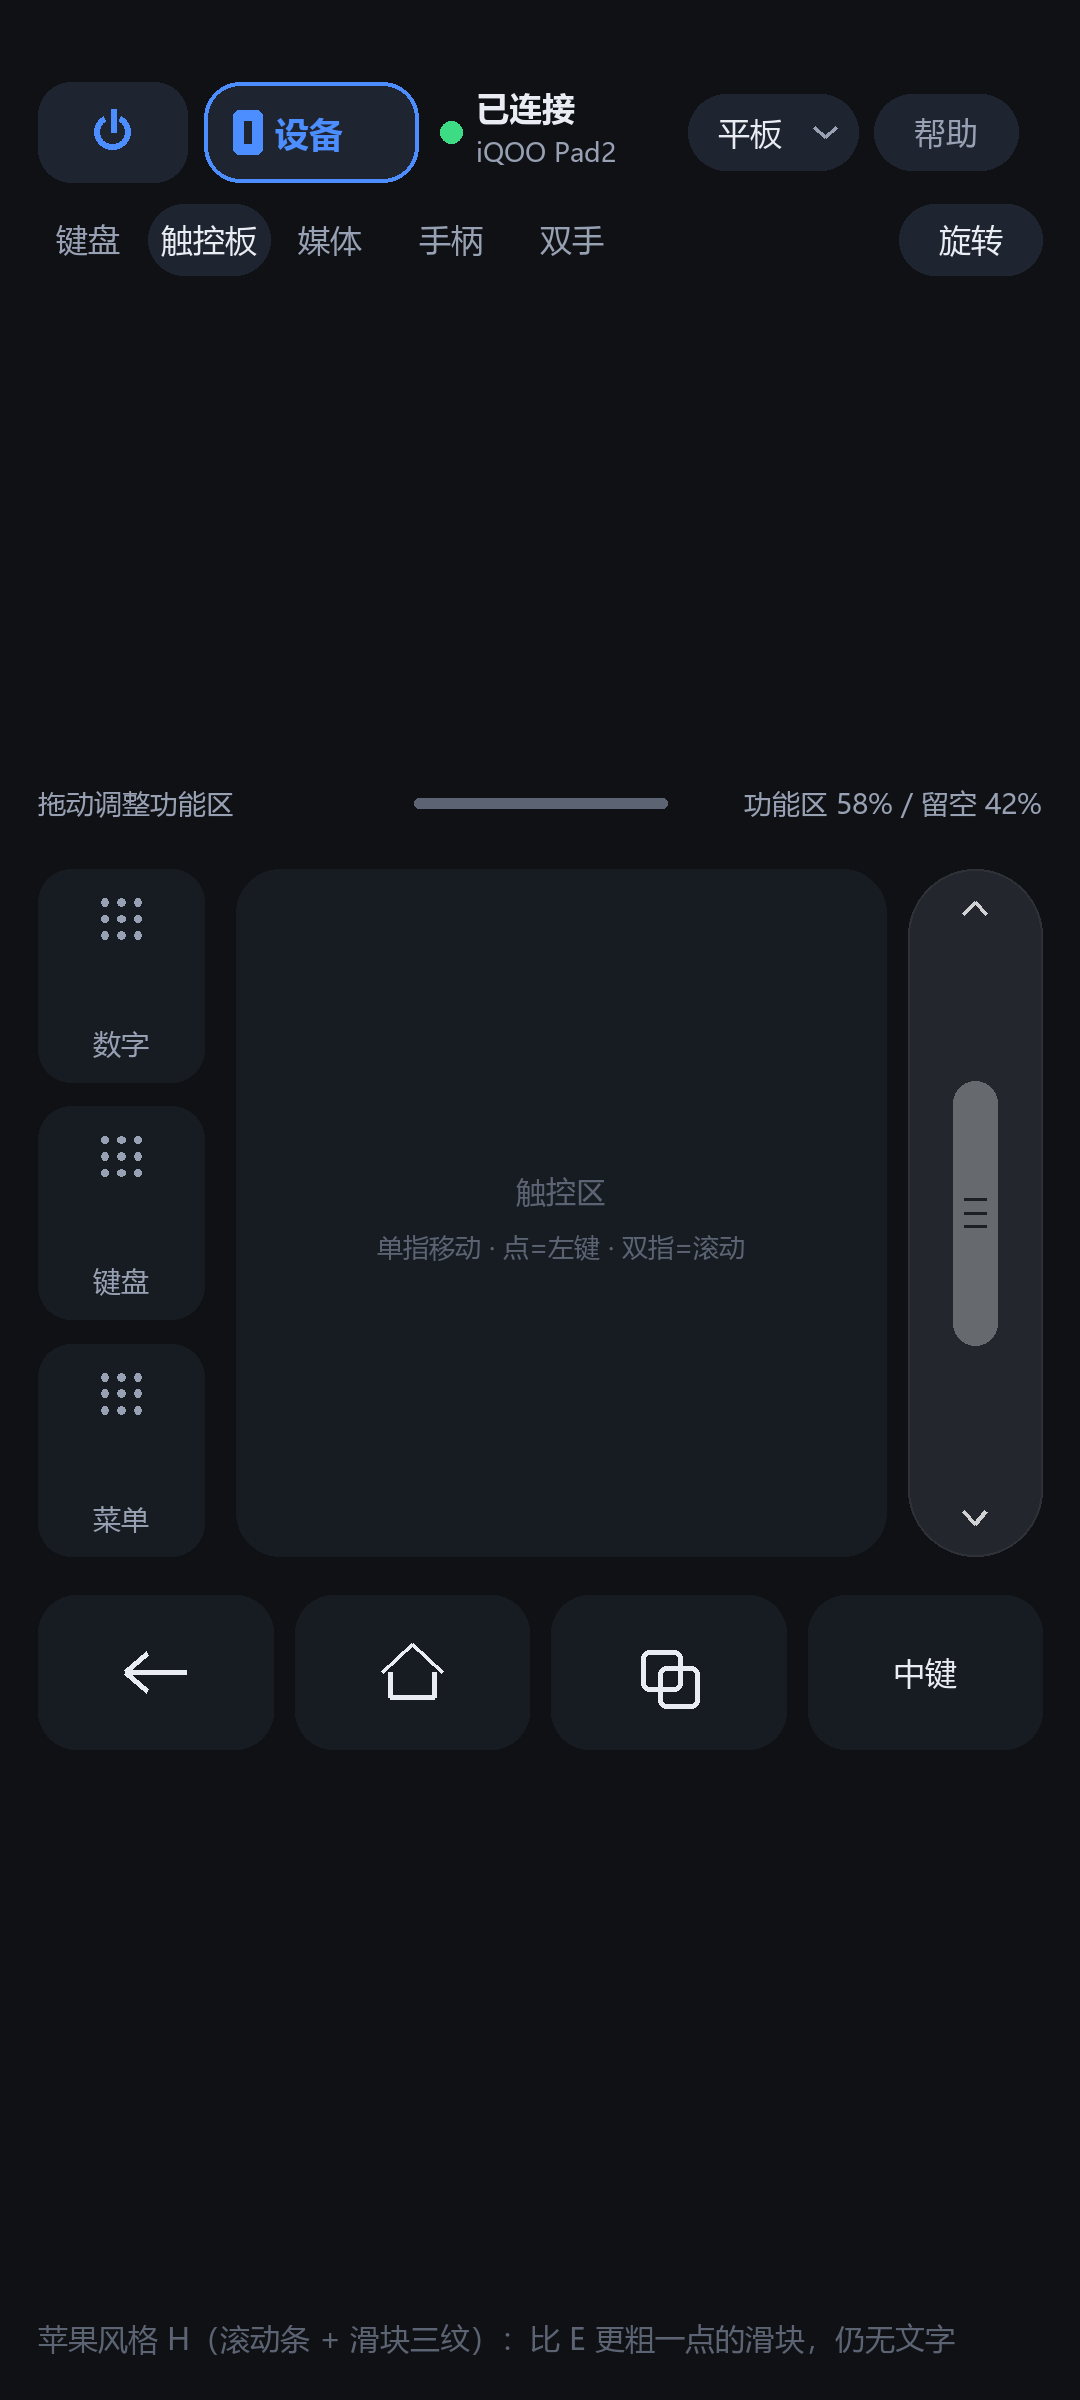 设备
已连接
iQOO Pad2
平板
帮助
键盘
触控板
媒体
手柄
双手
旋转
拖动调整功能区
功能区 58% / 留空 42%
数字
键盘
菜单
触控区
单指移动 · 点=左键 · 双指=滚动
中键
苹果风格 H（滚动条 + 滑块三纹）：比 E 更粗一点的滑块，仍无文字